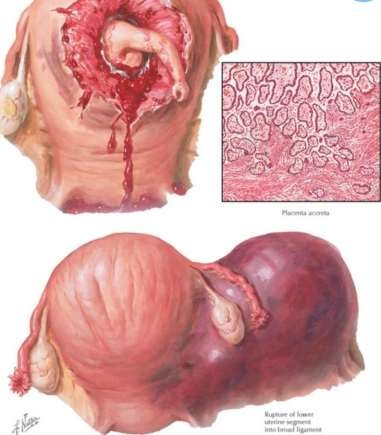 Placenta accreta
Rupture of lower
uterine segment
into broad ligament